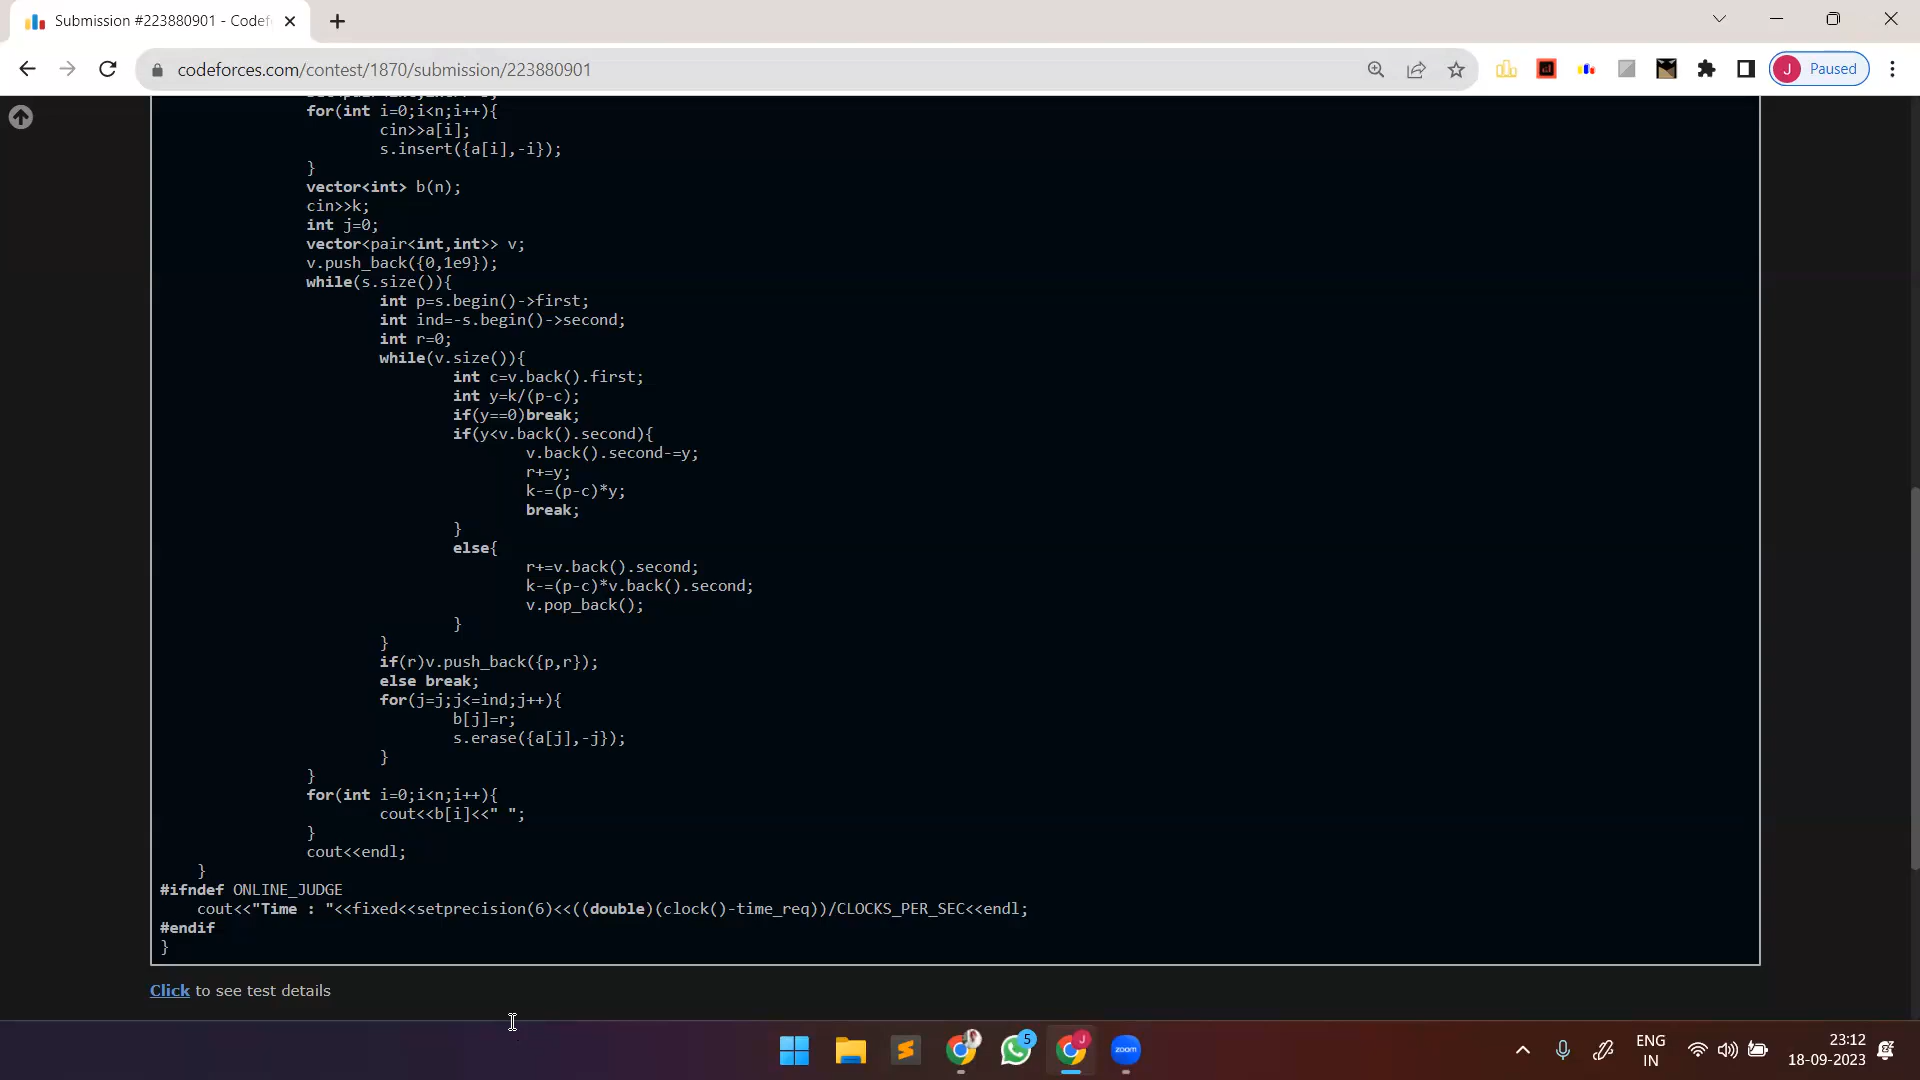 Submission #223880901 - Codef
codeforces.com/contest/1870/submission/223880901
J Paused
for(int i=0;i<n;i++){
cin>>a[i];
s.insert({a[i],-i});
}
vector<int> b(n);
cin>>k;
int j=0;
vector<pair<int,int>> v;
v.push_back({0,1e9});
while(s.size()){
int p=s.begin()->first;
int ind=-s.begin()->second;
int r=0;
while(v.size()){
int c=v.back().first;
int y=k/(p-c);
if(y==0)break;
if(y<v.back().second){
v.back().second-=y;
r+=y;
k-=(p-c)*y;
break;
}
else{
r+=v.back().second;
k-=(p-c)*v.back().second;
v.pop_back();
}
}
if(r)v.push_back({p,r});
else break;
for(j=j;j<=ind;j++){
b[j]=r;
s.erase({a[j],-j});
}
}
for(int i=0;i<n;i++){
cout<<b[i]<<" ";
}
cout<<endl;
}
#ifndef ONLINE_JUDGE
cout<<"Time : "<<fixed<<setprecision(6)<<((double)(clock()-time_req))/CLOCKS_PER_SEC<<endl;
#endif
}
Click to see test details
J
5
zoom
ENG
IN
23:12
18-09-2023